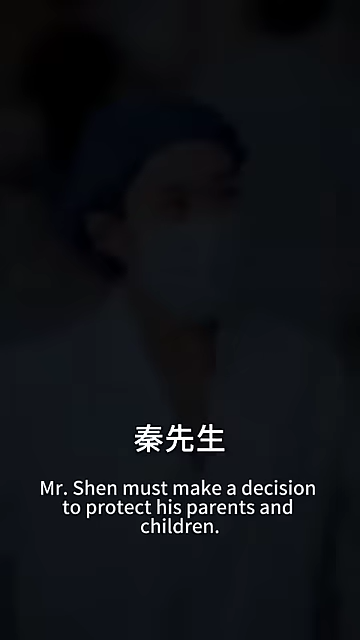 秦先生
Mr. Shen must make a decision
to protect his parents and
children.